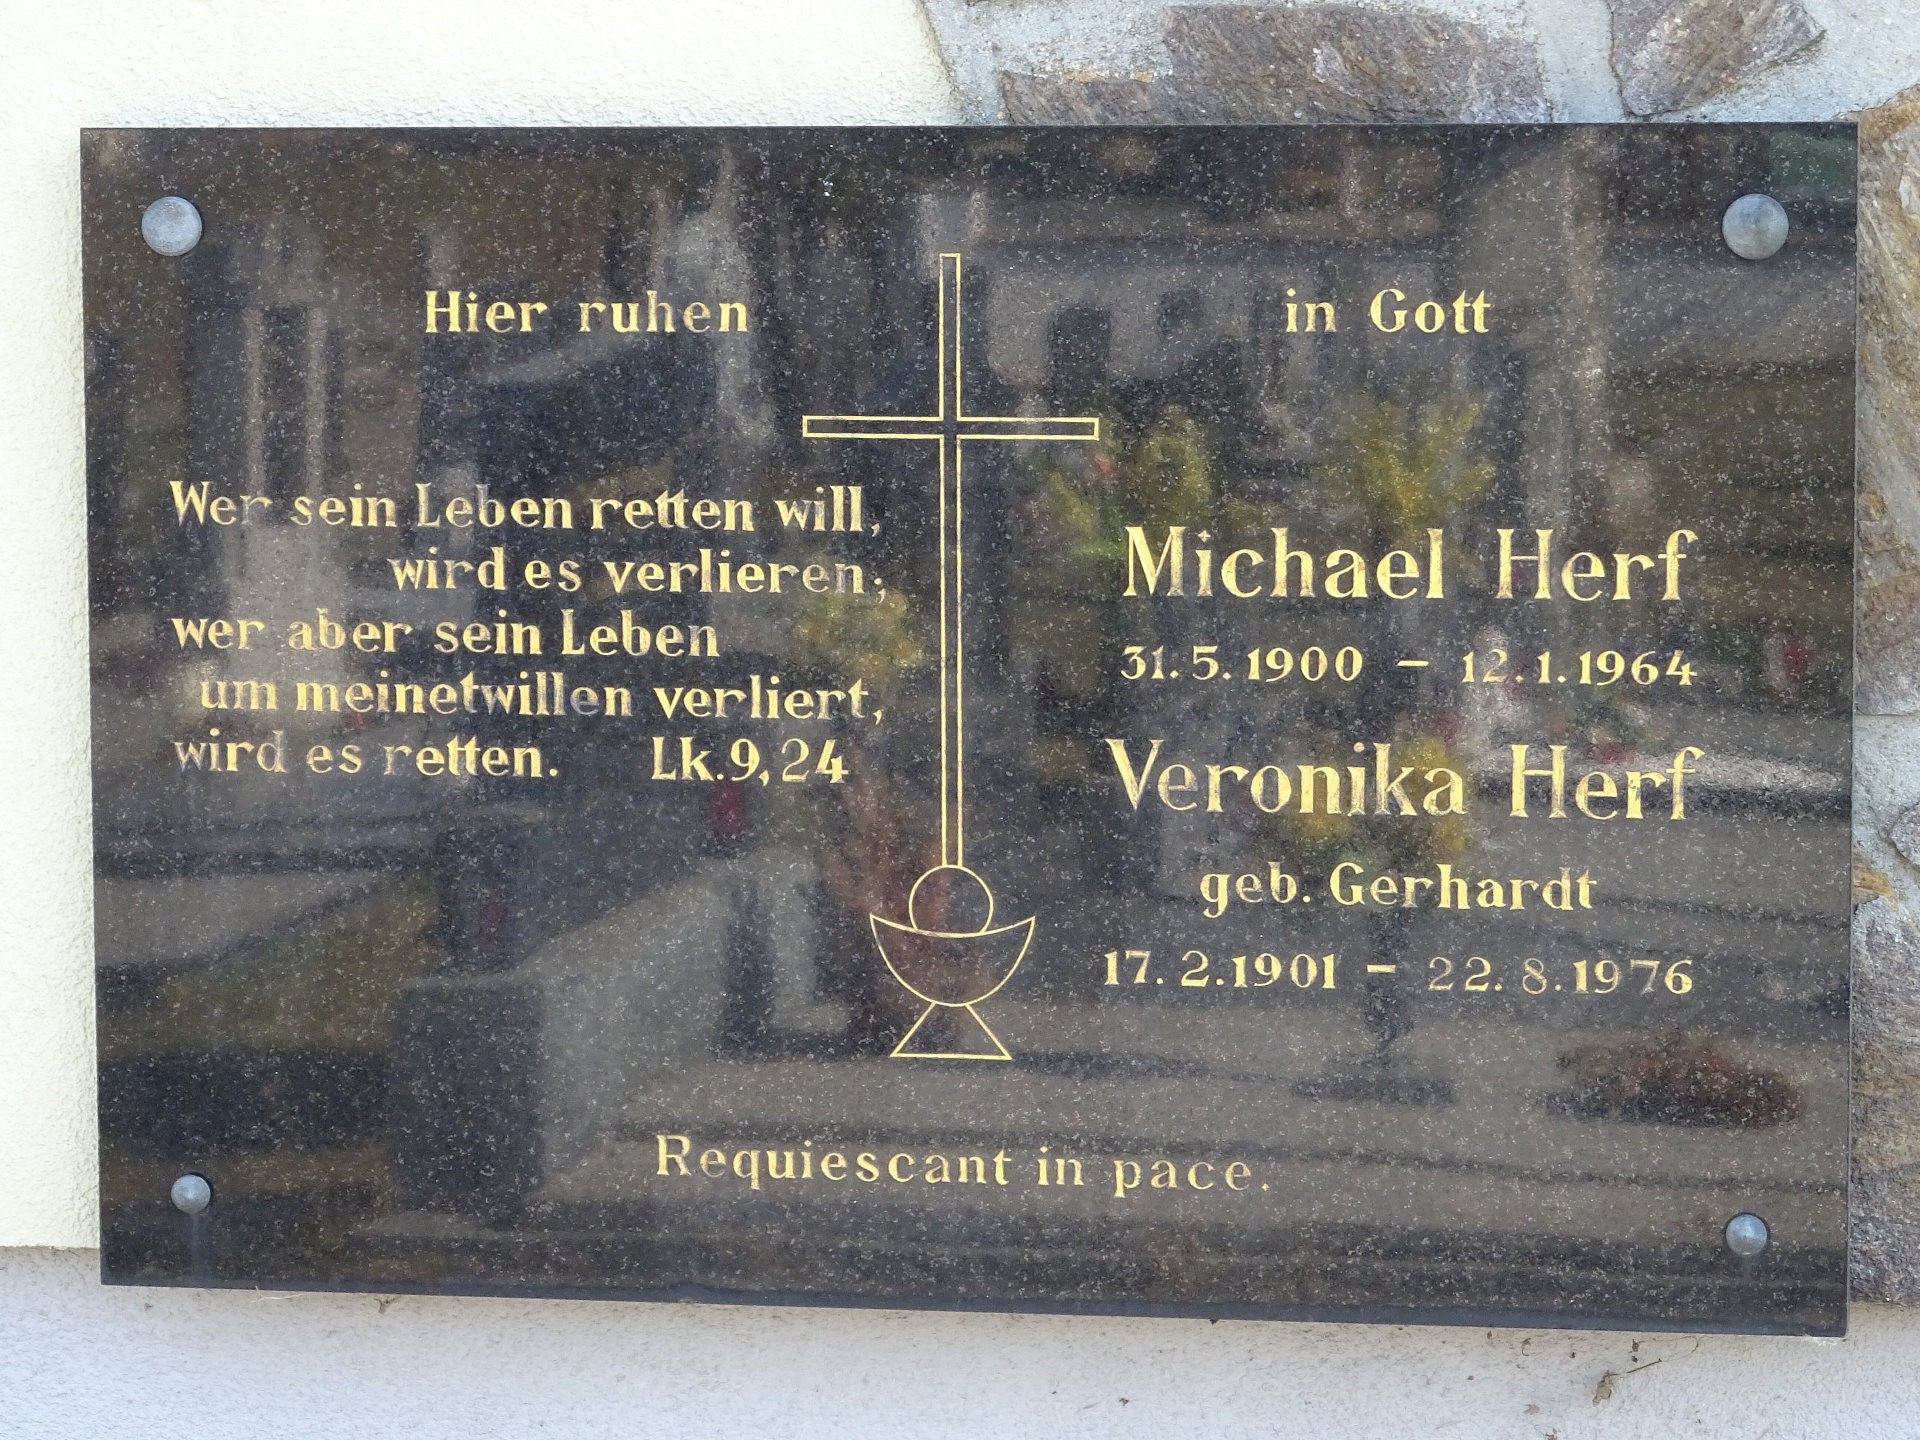 Hier ruhen in Gott
Wer sein Leben retten will,
wird es verlieren;
wer aber sein Leben
um meinetwillen verliert,
wird es retten. Lk. 9, 24
Michael Herf
31. 5. 1900 – 12. 1. 1964
Veronika Herf
geb. Gerhardt
17. 2. 1901 – 22. 8. 1976
Requiescant in pace.